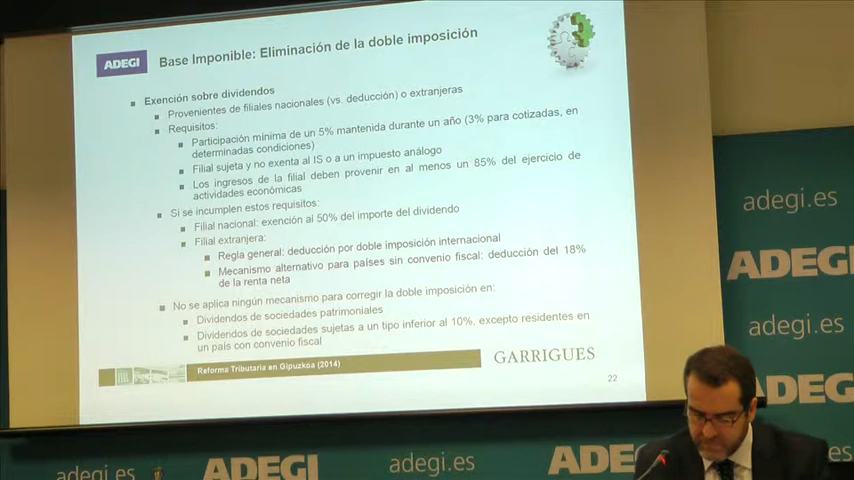 ADEGI
Base Imponible: Eliminación de la doble imposición
Exención sobre dividendos
Provenientes de filiales nacionales (vs. deducción) o extranjeras
Requisitos:
Participación mínima de un 5% mantenida durante un año (3% para cotizadas, en
determinadas condiciones)
Filial sujeta y no exenta al IS o a un impuesto análogo
Los ingresos de la filial deben provenir en al menos un 85% del ejercicio de
actividades económicas
Si se incumplen estos requisitos:
Filial nacional: exención al 50% del importe del dividendo
Filial extranjera:
Regla general: deducción por doble imposición internacional
Mecanismo alternativo para países sin convenio fiscal: deducción del 18%
de la renta neta
No se aplica ningún mecanismo para corregir la doble imposición en:
Dividendos de sociedades patrimoniales
Dividendos de sociedades sujetas a un tipo inferior al 10%, excepto residentes en
un país con convenio fiscal
Reforma Tributaria en Gipuzkoa (2014)
GARRIGUES
22
adegi.es
ADEGI
adegi.es
ADEGI
adegi.es
ADEGI
adegi.es
ADEGI